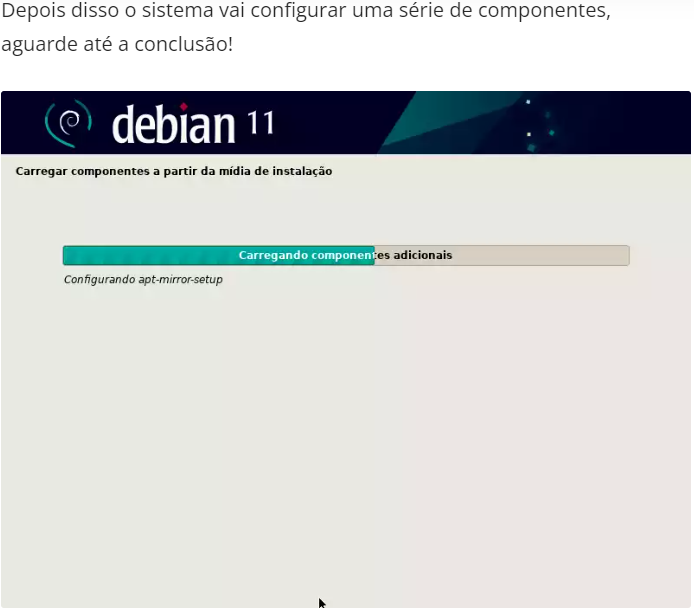 Depois disso o sistema vai configurar uma série de componentes,
aguarde até a conclusão!
debian 11
Carregar componentes a partir da mídia de instalação
Carregando componentes adicionais
Configurando apt-mirror-setup